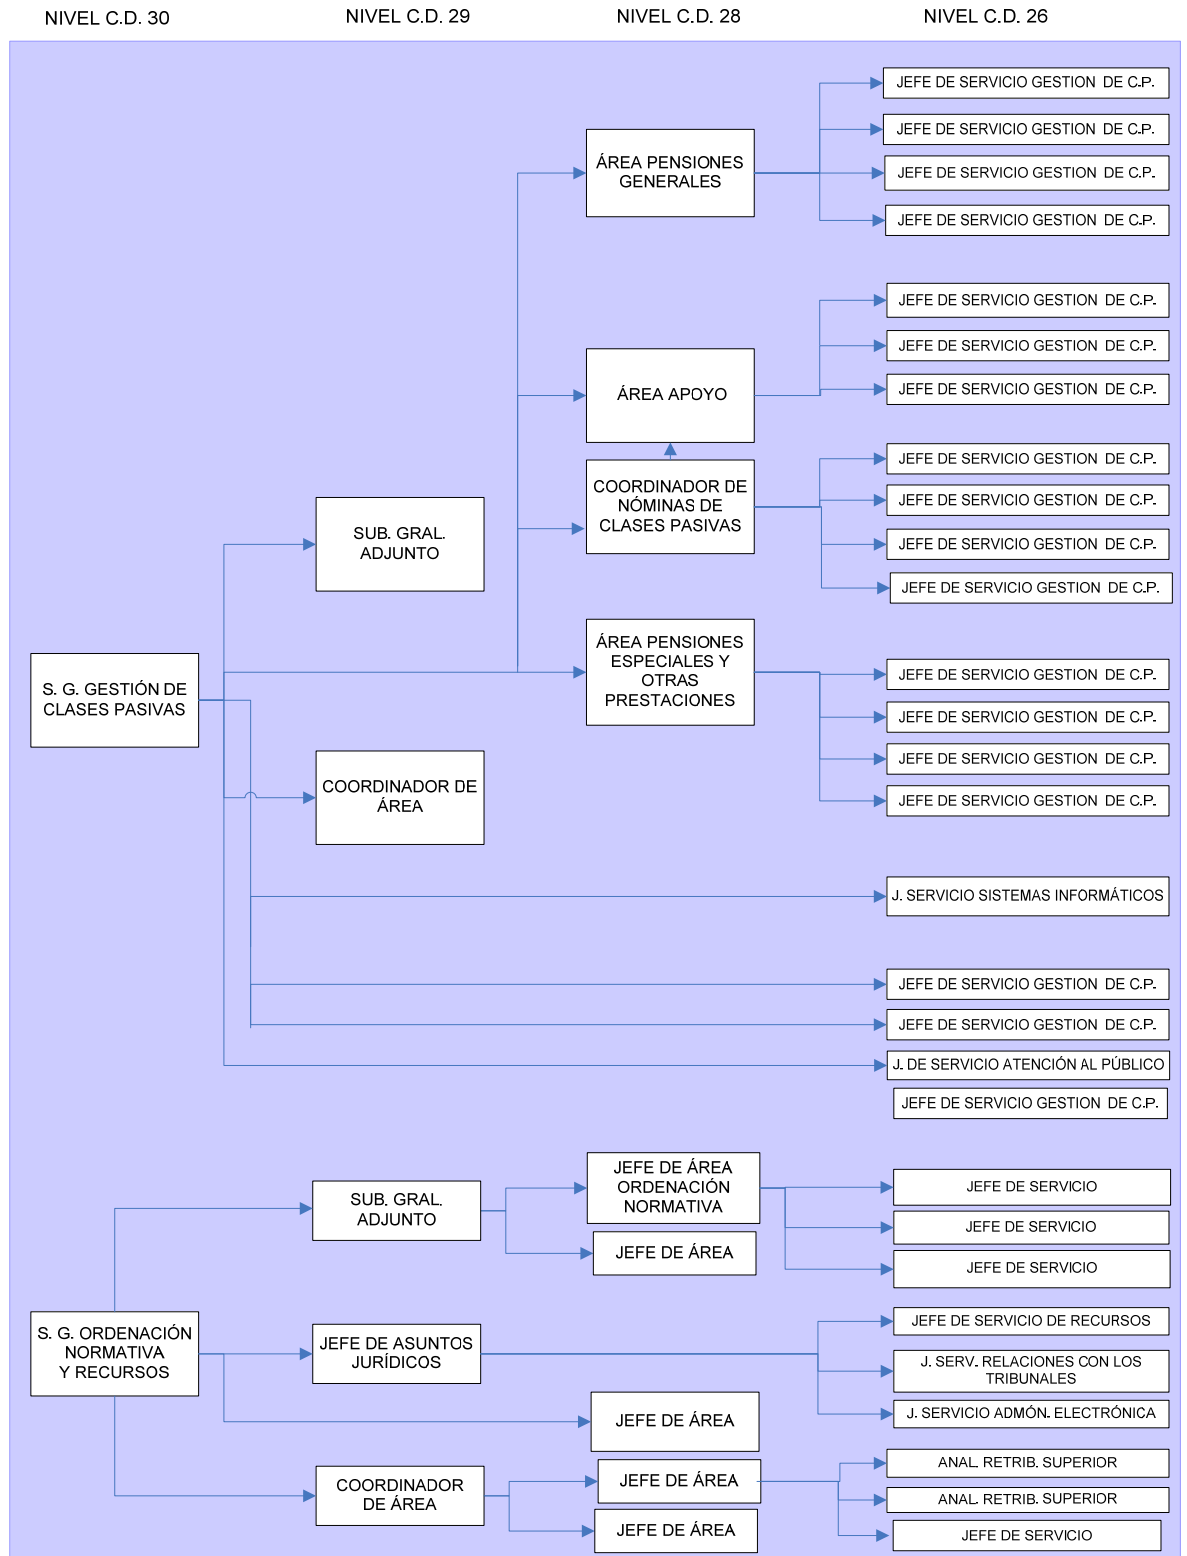 NIVEL C.D. 30
NIVEL C.D. 29
NIVEL C.D. 28
NIVEL C.D. 26
JEFE DE SERVICIO GESTION DE C.P.
JEFE DE SERVICIO GESTION DE C.P.
ÁREA PENSIONES
GENERALES
JEFE DE SERVICIO GESTION DE C.P.
JEFE DE SERVICIO GESTION DE C.P.
JEFE DE SERVICIO GESTION DE C.P.
JEFE DE SERVICIO GESTION DE C.P.
ÁREA APOYO
JEFE DE SERVICIO GESTION DE C.P.
JEFE DE SERVICIO GESTION DE C.P.
COORDINADOR DE
NÓMINAS DE
CLASES PASIVAS
JEFE DE SERVICIO GESTION DE C.P.
SUB. GRAL.
ADJUNTO
JEFE DE SERVICIO GESTION DE C.P.
JEFE DE SERVICIO GESTION DE C.P.
ÁREA PENSIONES
ESPECIALES Y
OTRAS
PRESTACIONES
JEFE DE SERVICIO GESTION DE C.P.
S. G. GESTIÓN DE
CLASES PASIVAS
JEFE DE SERVICIO GESTION DE C.P.
JEFE DE SERVICIO GESTION DE C.P.
COORDINADOR DE
ÁREA
JEFE DE SERVICIO GESTION DE C.P.
J. SERVICIO SISTEMAS INFORMÁTICOS
JEFE DE SERVICIO GESTION DE C.P.
JEFE DE SERVICIO GESTION DE C.P.
J. DE SERVICIO ATENCIÓN AL PÚBLICO
JEFE DE SERVICIO GESTION DE C.P.
SUB. GRAL.
ADJUNTO
JEFE DE ÁREA
ORDENACIÓN
NORMATIVA
JEFE DE SERVICIO
JEFE DE SERVICIO
JEFE DE ÁREA
JEFE DE SERVICIO
S. G. ORDENACIÓN
NORMATIVA
Y RECURSOS
JEFE DE ASUNTOS
JURÍDICOS
JEFE DE SERVICIO DE RECURSOS
J. SERV. RELACIONES CON LOS
TRIBUNALES
JEFE DE ÁREA
J. SERVICIO ADMÓN. ELECTRÓNICA
COORDINADOR
DE ÁREA
JEFE DE ÁREA
ANAL. RETRIB. SUPERIOR
ANAL. RETRIB. SUPERIOR
JEFE DE ÁREA
JEFE DE SERVICIO